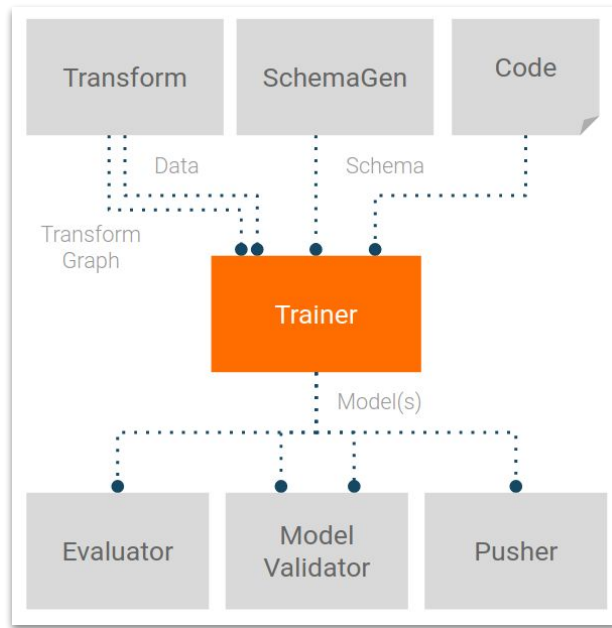 Transform
SchemaGen
Code
Data
Schema
Transform
Graph
Trainer
Model(s)
Evaluator
Model
Validator
Pusher